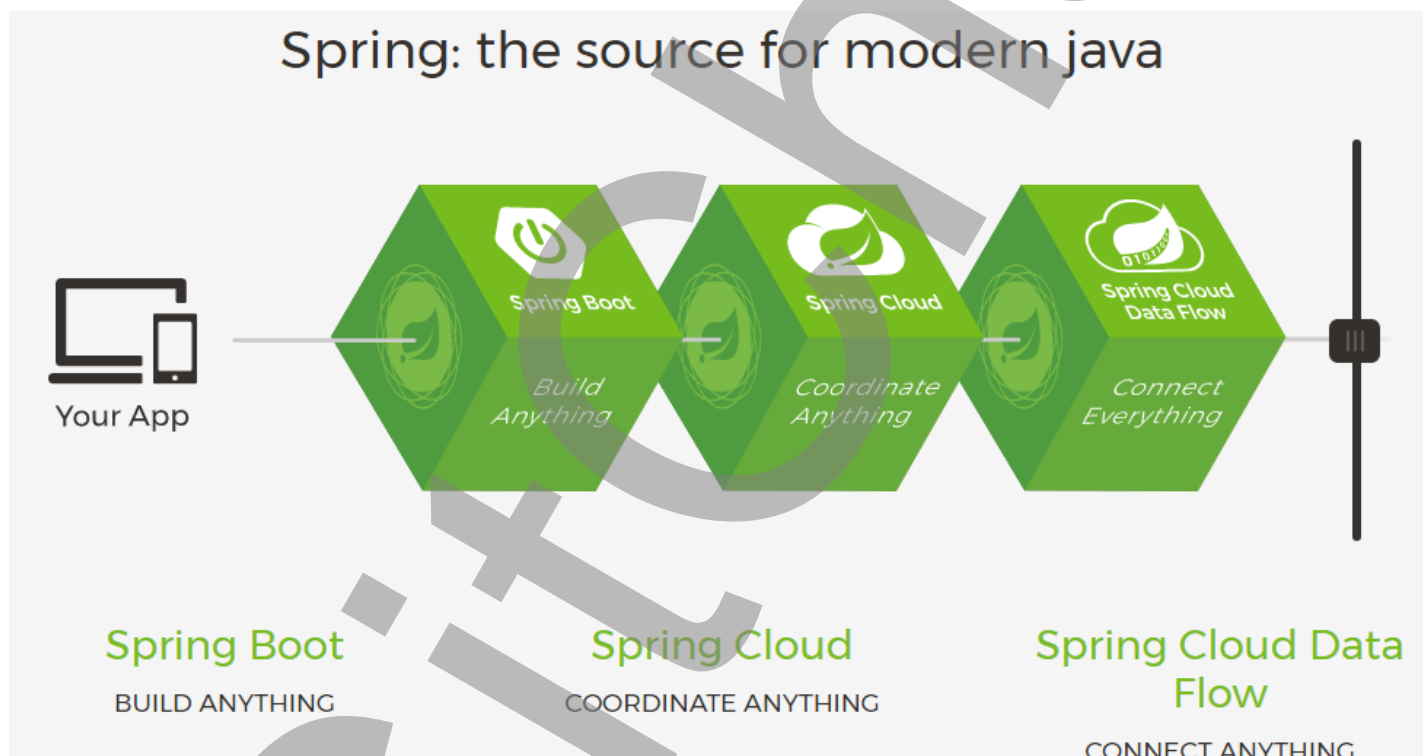 Spring: the source for modern java
Spring Boot
Build
Anything
Spring Cloud
Coordinate
Anything
Spring Cloud
Data Flow
Connect
Everything
Your App
Spring Boot
BUILD ANYTHING
Spring Cloud
COORDINATE ANYTHING
Spring Cloud Data
Flow
CONNECT ANYTHING